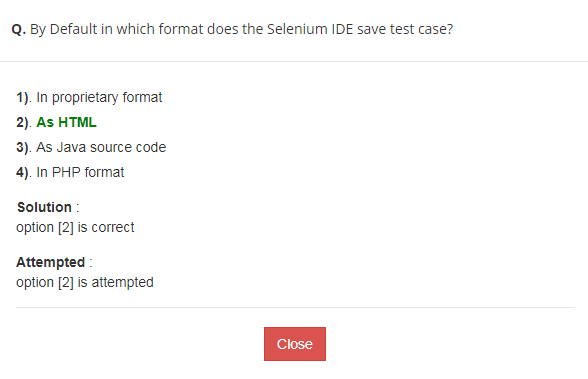 Q. By Default in which format does the Selenium IDE save test case?
1). In proprietary format
2). As HTML
3). As Java source code
4). In PHP format
Solution :
option [2] is correct
Attempted :
option [2] is attempted
Close